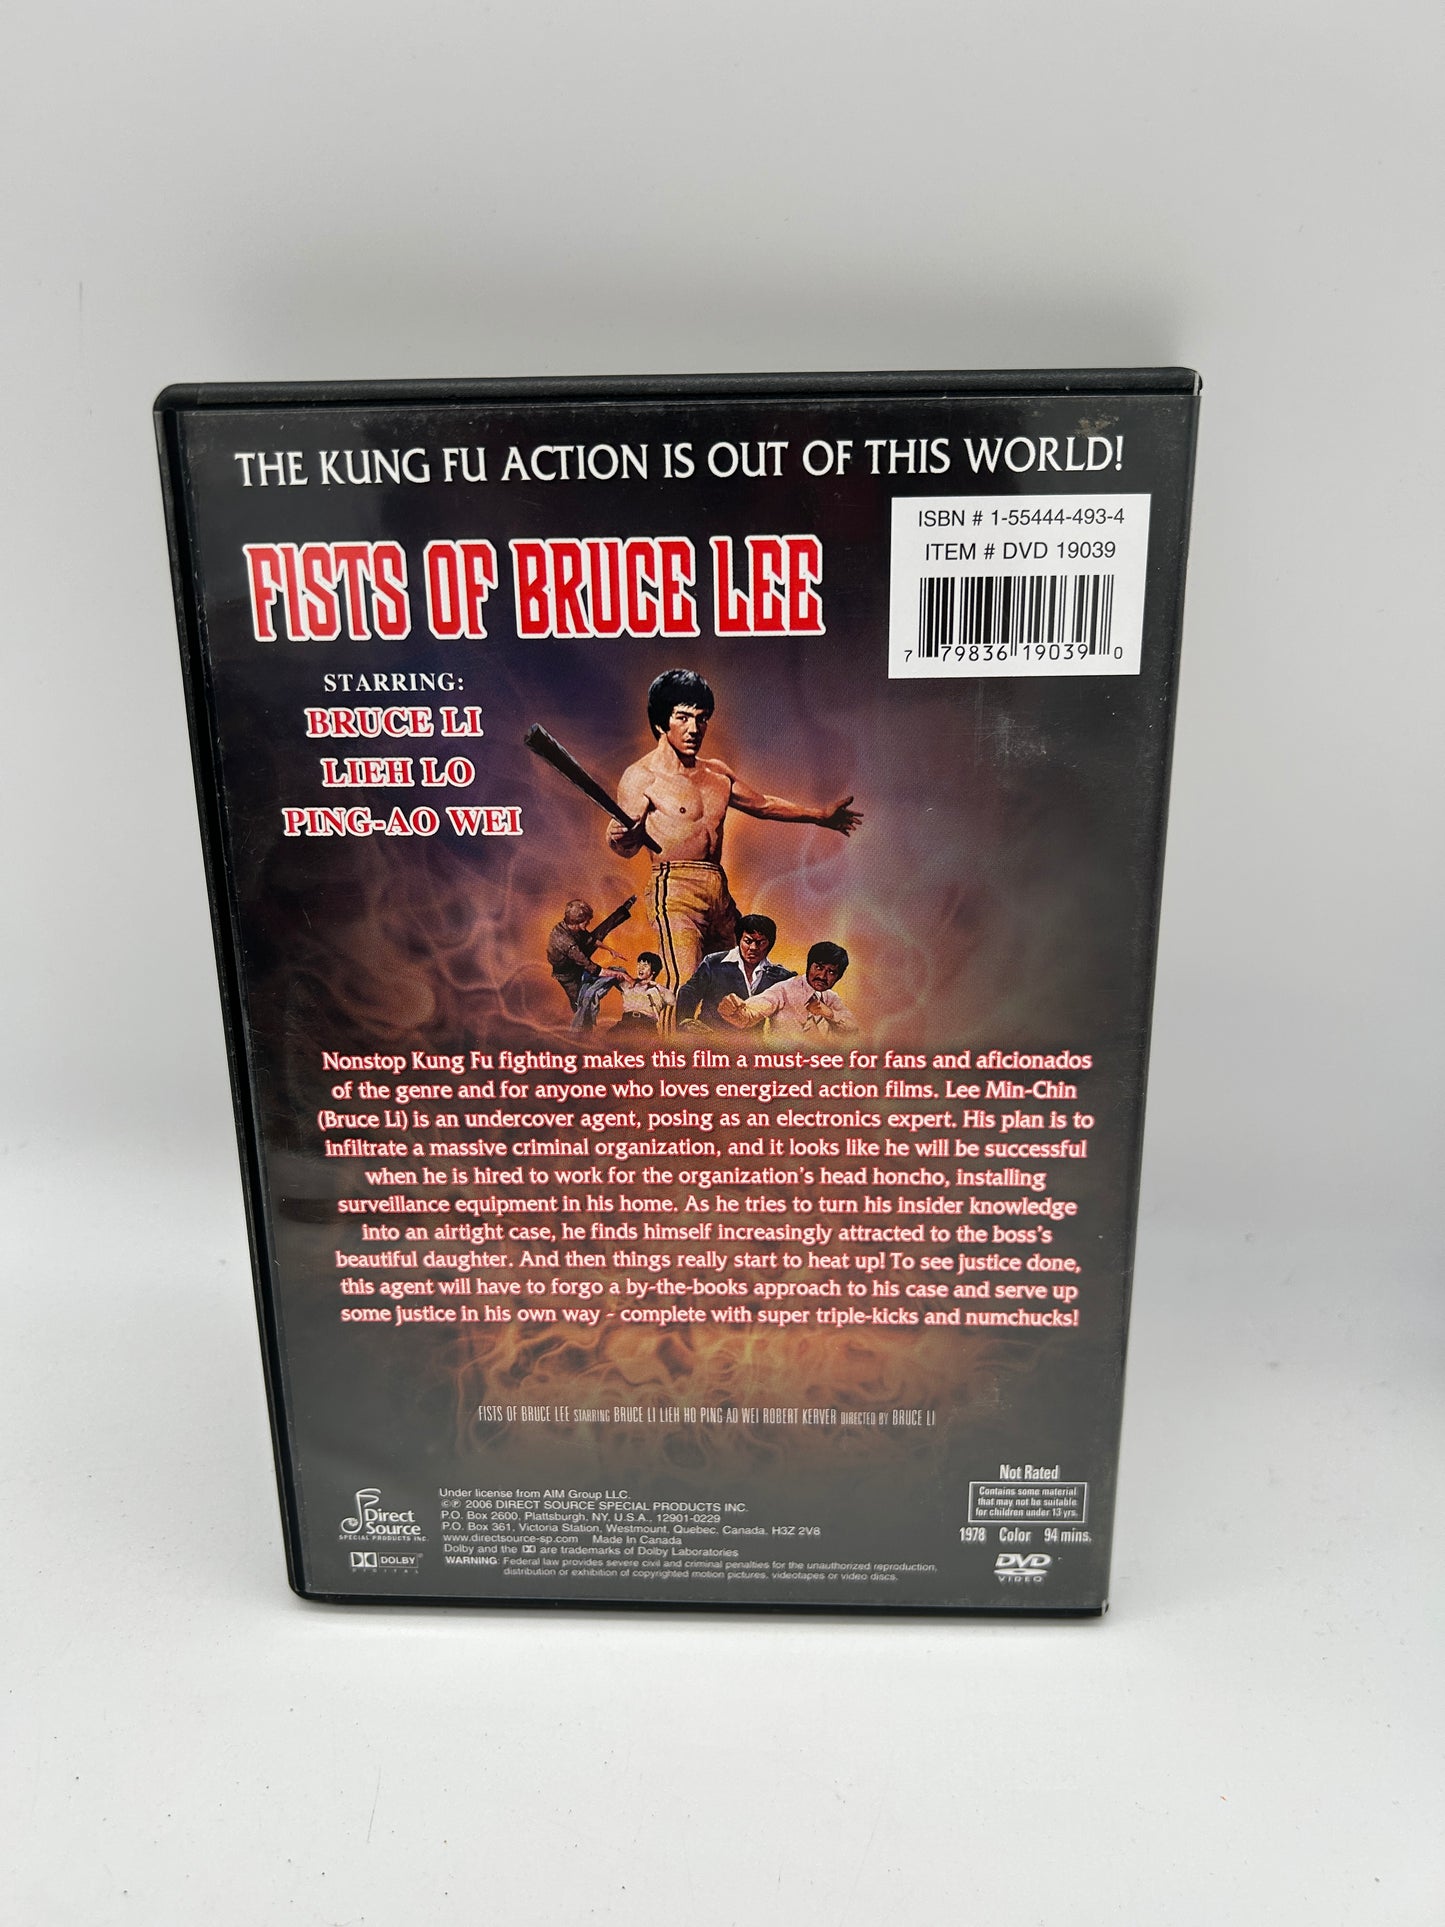 THE KUNG FU ACTION IS OUT OF THIS WORLD!
ISBN # 1-55444-493-4
ITEM # DVD 19039
7 79836 19039 0
FISTS OF BRUCE LEE
STARRING:
BRUCE LI
LIEH LO
PING-AO WEI
Nonstop Kung Fu fighting makes this film a must-see for fans and aficionados
of the genre and for anyone who loves energized action films. Lee Min-Chin
(Bruce Li) is an undercover agent, posing as an electronics expert. His plan is to
infiltrate a massive criminal organization, and it looks like he will be successful
when he is hired to work for the organization's head honcho, installing
surveillance equipment in his home. As he tries to turn his insider knowledge
into an airtight case, he finds himself increasingly attracted to the boss's
beautiful daughter. And then things really start to heat up! To see justice done,
this agent will have to forgo a by-the-books approach to his case and serve up
some justice in his own way - complete with super triple-kicks and numchucks!
FISTS OF BRUCE LEE STARRING BRUCE LI LIEH HO PING AO WEI ROBERT KERVER DIRECTED BY BRUCE LI
Direct
Source
SPECIAL PRODUCTS INC.
DOLBY
DIGITAL
Under license from AIM Group LLC.
©℗ 2006 DIRECT SOURCE SPECIAL PRODUCTS INC.
P.O. Box 2600, Plattsburgh, NY, U.S.A., 12901-0229
P.O. Box 361, Victoria Station, Westmount, Quebec, Canada, H3Z 2V8
www.directsource-sp.com Made In Canada
Dolby and the DD are trademarks of Dolby Laboratories
WARNING: Federal law provides severe civil and criminal penalties for the unauthorized reproduction,
distribution or exhibition of copyrighted motion pictures, videotapes or video discs.
Not Rated
Contains some material
that may not be suitable
for children under 13 yrs.
1978 Color 94 mins.
DVD
VIDEO